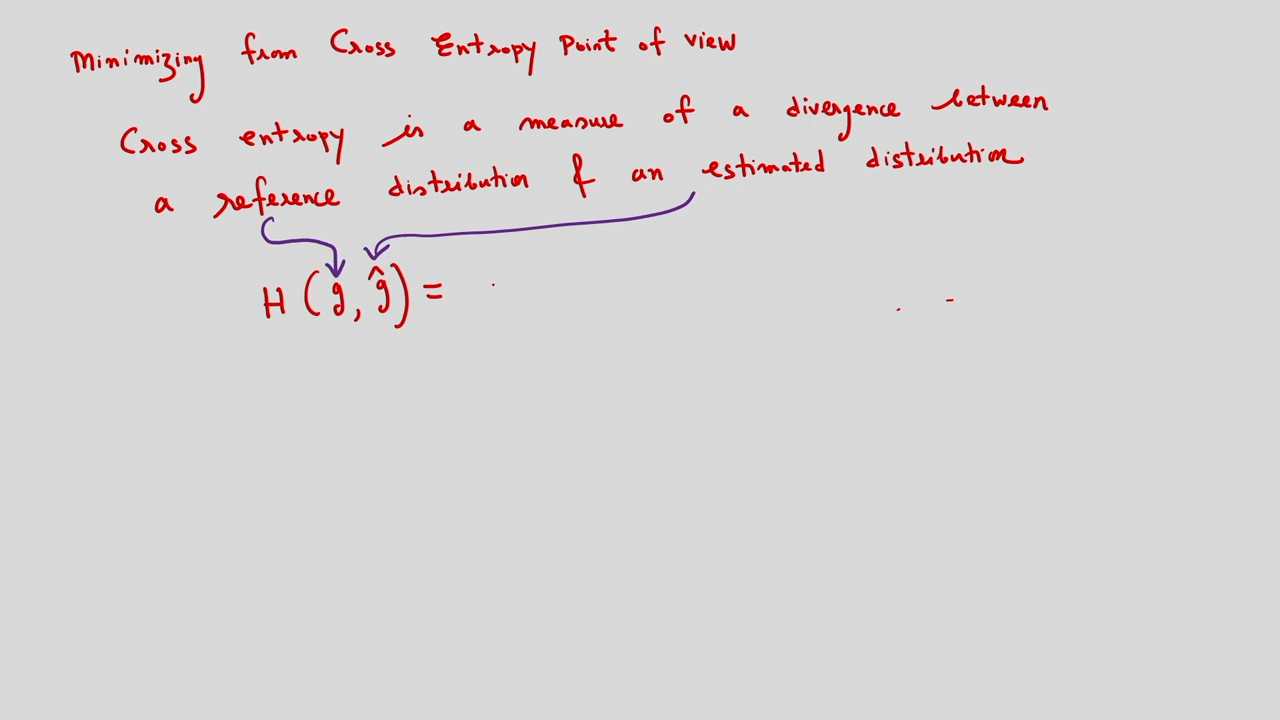 Minimizing from Cross Entropy Point of view
Cross entropy is a measure of a divergence between
a reference distribution & an estimated distribution
H(g, ĝ) =